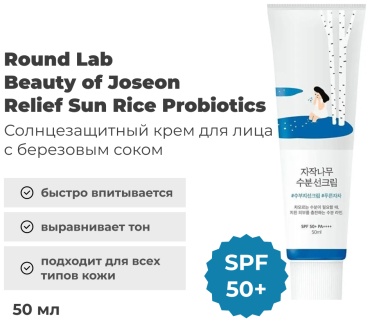 Round Lab
Beauty of Joseon
Relief Sun Rice Probiotics
Солнцезащитный крем для лица
с березовым соком
быстро впитывается
выравнивает тон
подходит для всех
типов кожи
50 мл
SPF
50+
자작나무
수분선크림
SPF 50+ PA++++
50ml